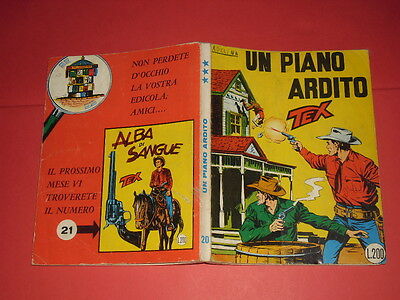 NON PERDETE
D'OCCHIO
LA VOSTRA
EDICOLA,
AMICI....
ALBA DI
SANGUE
TEX
IL PROSSIMO
MESE VI
TROVERETE
IL NUMERO
21
UN PIANO ARDITO
20
UN PIANO
ARDITO
TEX
L.200